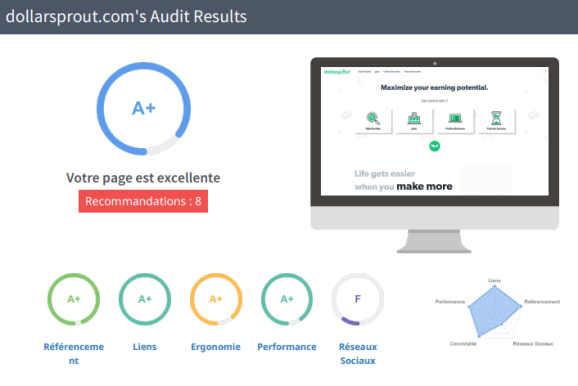 dollarsprout.com's Audit Results
A+
Votre page est excellente
Recommandations : 8
dollarsprout
Maximize your earning potential.
Life gets easier
when you make more
A+
A+
A+
A+
F
Référenceme
nt
Liens
Ergonomie
Performance
Réseaux
Sociaux
Liens
Performance
Référencement
Convivialité
Réseaux Sociaux